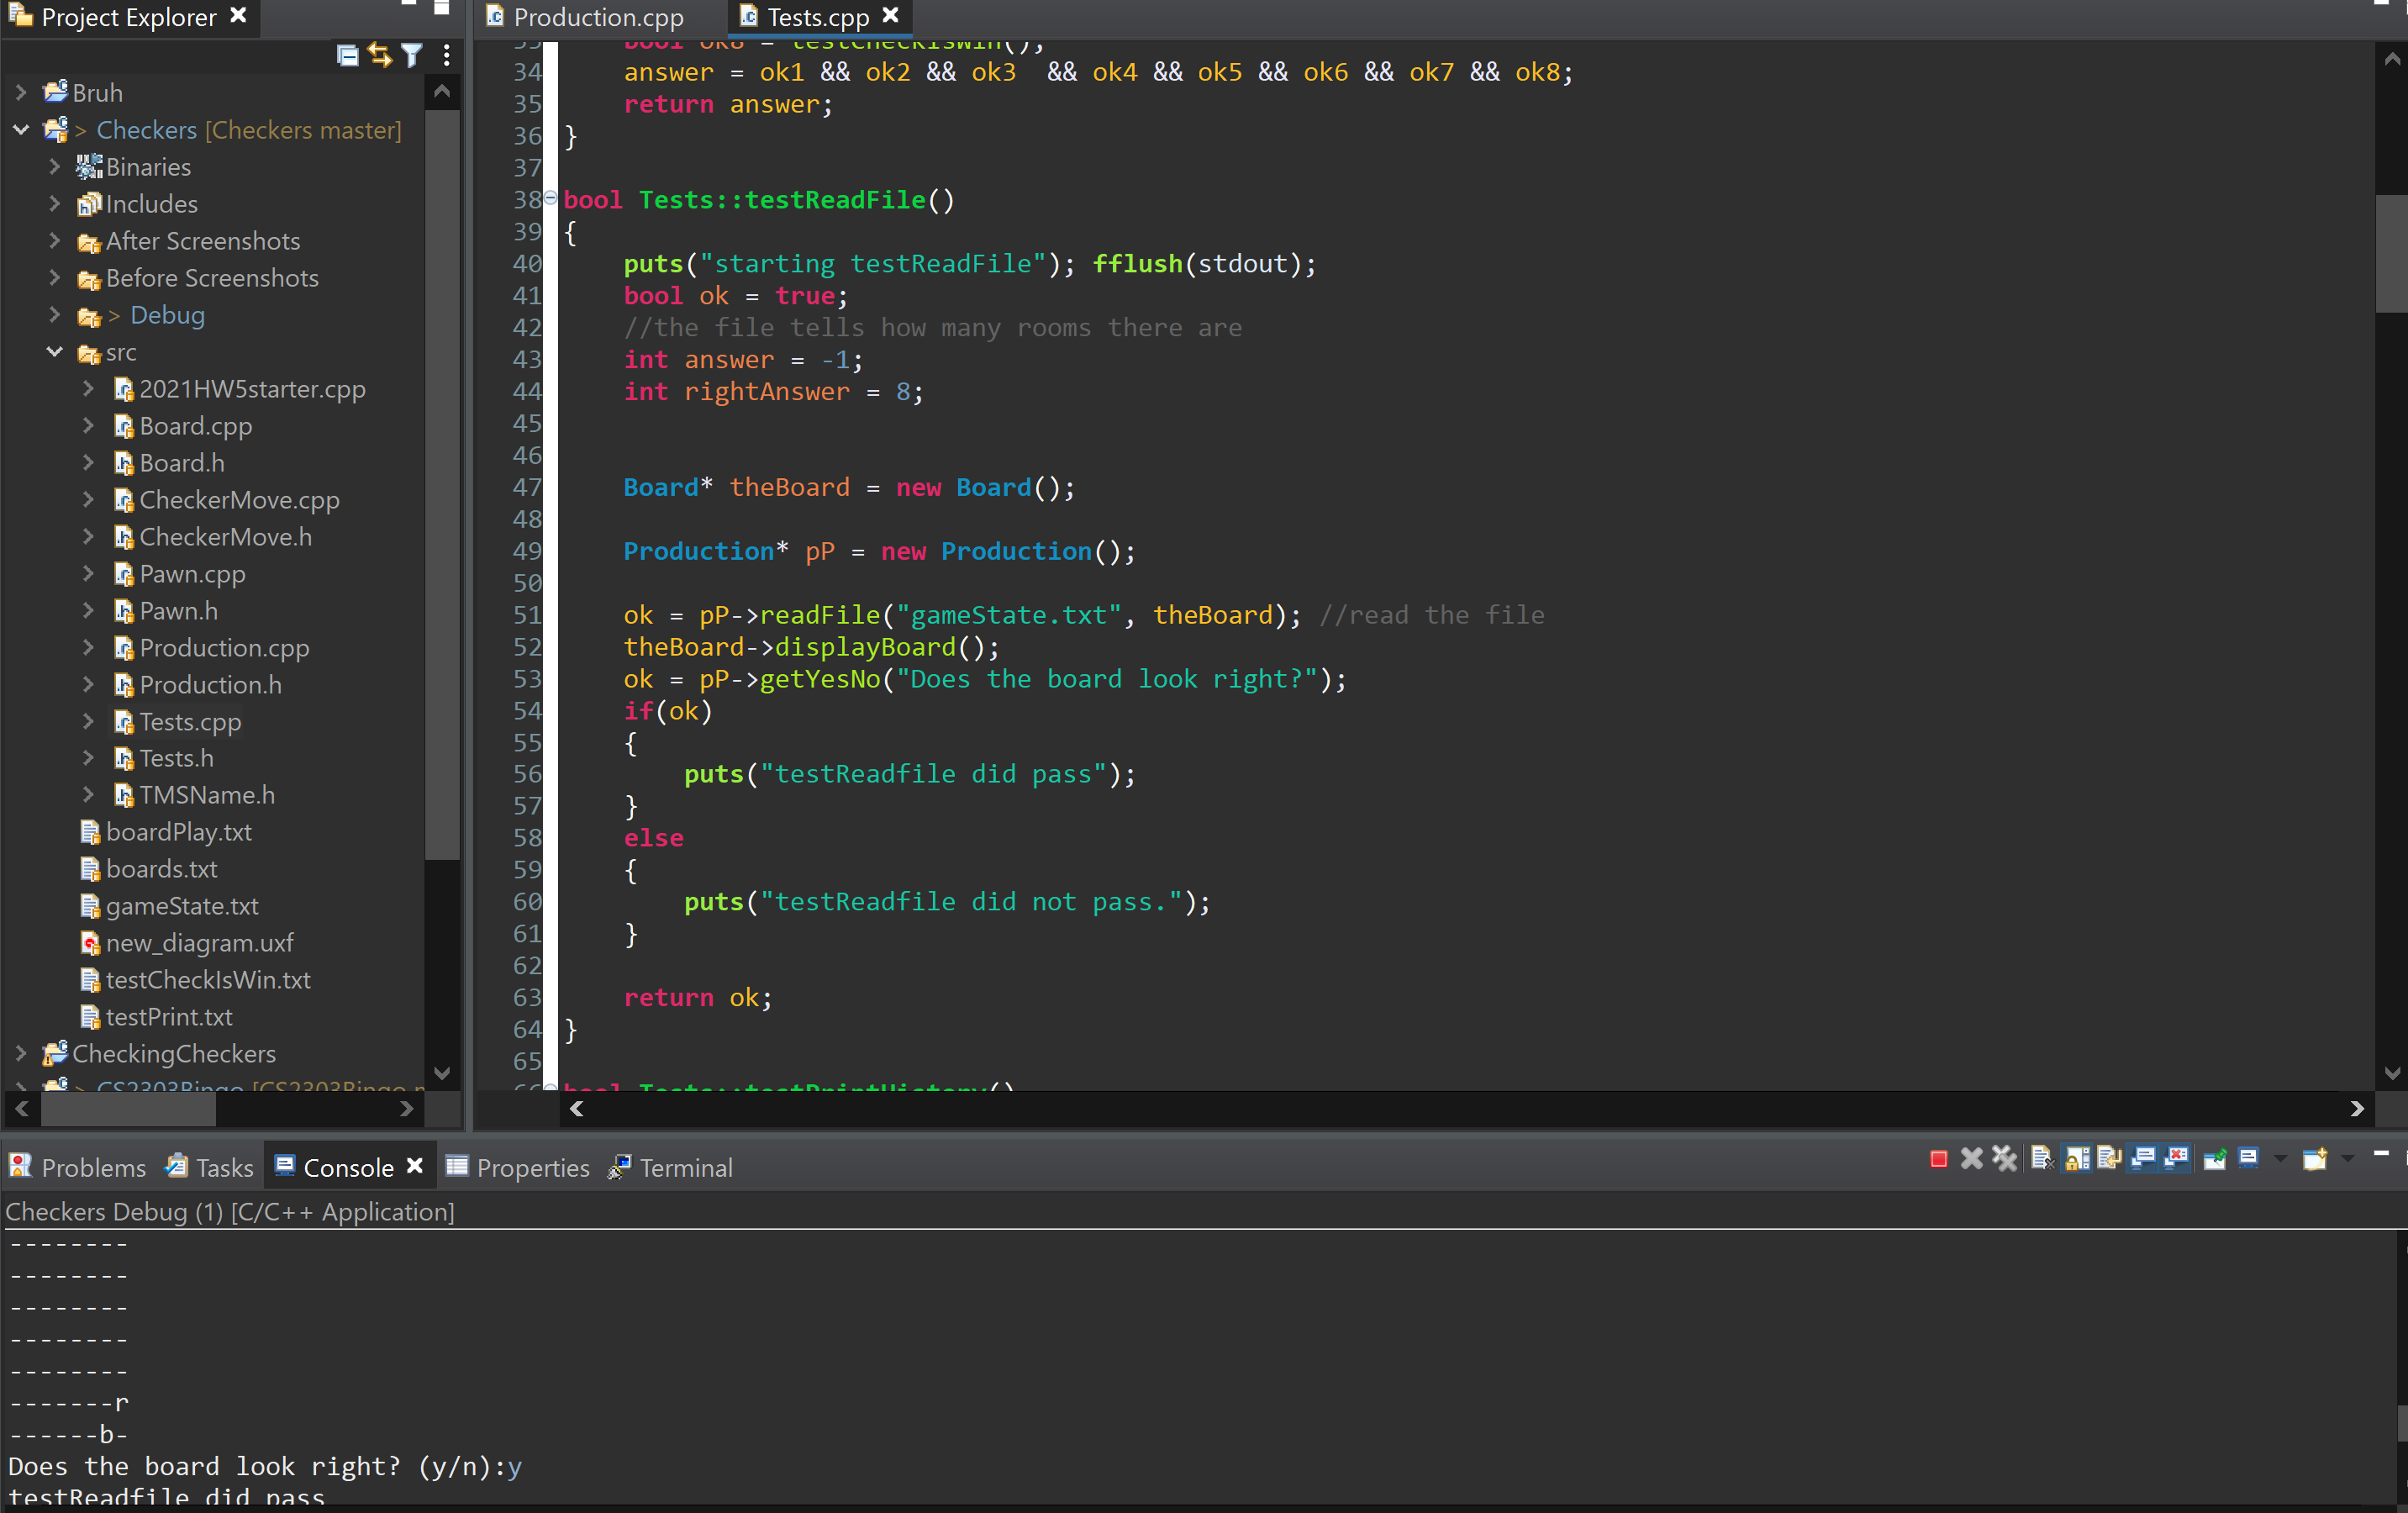 Project Explorer
Bruh
> Checkers [Checkers master]
Binaries
Includes
After Screenshots
Before Screenshots
> Debug
src
2021HW5starter.cpp
Board.cpp
Board.h
CheckerMove.cpp
CheckerMove.h
Pawn.cpp
Pawn.h
Production.cpp
Production.h
Tests.cpp
Tests.h
TMSName.h
boardPlay.txt
boards.txt
gameState.txt
new_diagram.uxf
testCheckIsWin.txt
testPrint.txt
CheckingCheckers
> CS2303Bingo [CS2303Bingo
Production.cpp Tests.cpp
33 bool ok8 = testCheckIsWin();
34 answer = ok1 && ok2 && ok3  && ok4 && ok5 && ok6 && ok7 && ok8;
35 return answer;
36 }
37
38 bool Tests::testReadFile()
39 {
40 puts("starting testReadFile"); fflush(stdout);
41 bool ok = true;
42 //the file tells how many rooms there are
43 int answer = -1;
44 int rightAnswer = 8;
45
46
47 Board* theBoard = new Board();
48
49 Production* pP = new Production();
50
51 ok = pP->readFile("gameState.txt", theBoard); //read the file
52 theBoard->displayBoard();
53 ok = pP->getYesNo("Does the board look right?");
54 if(ok)
55 {
56 puts("testReadfile did pass");
57 }
58 else
59 {
60 puts("testReadfile did not pass.");
61 }
62
63 return ok;
64 }
65
66 bool Tests::testPrintHistory()
Problems Tasks Console Properties Terminal
Checkers Debug (1) [C/C++ Application]
--------
--------
--------
--------
--------
-------r
------b-
Does the board look right? (y/n):y
testReadfile did pass